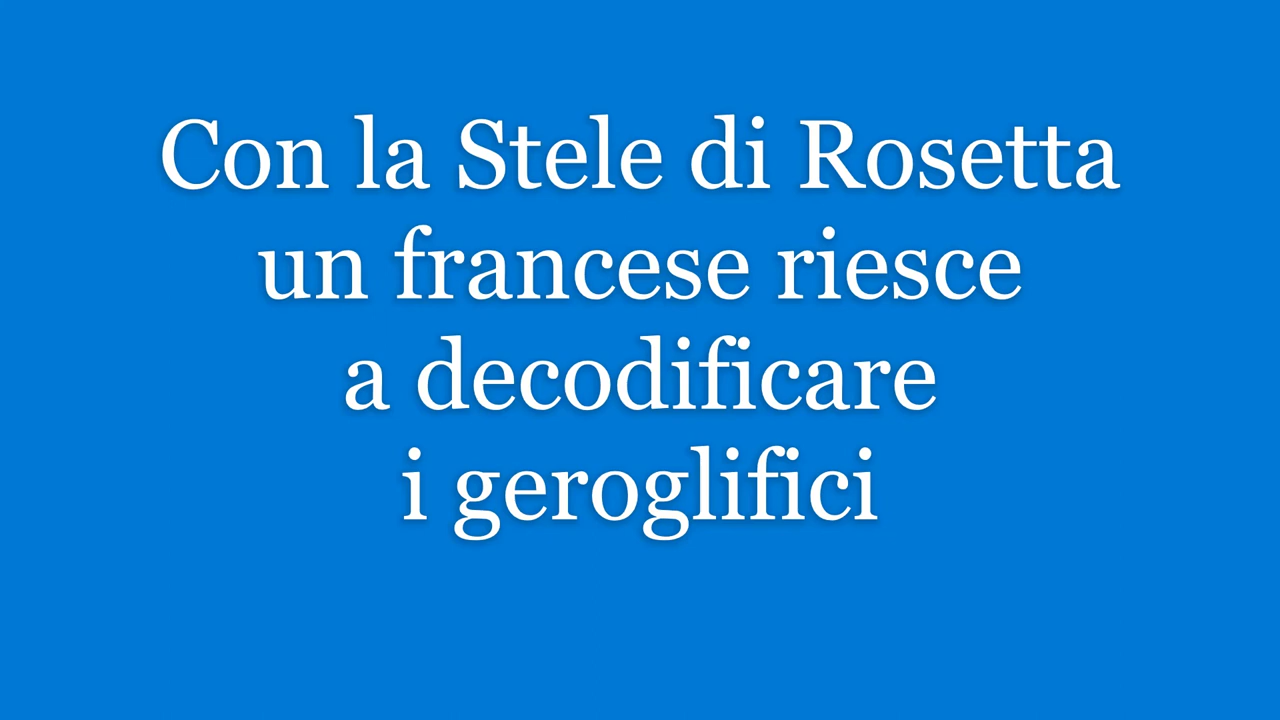 Con la Stele di Rosetta
un francese riesce
a decodificare
i geroglifici